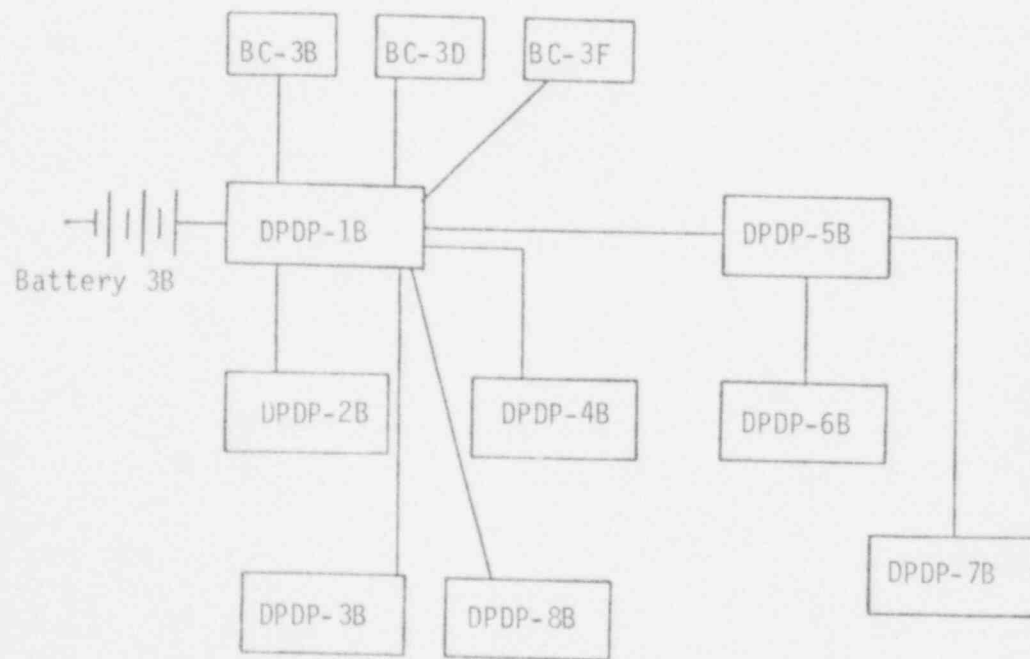 BC-3B
BC-3D
BC-3F
DPDP-1B
DPDP-5B
Battery 3B
DPDP-2B
DPDP-4B
DPDP-6B
DPDP-7B
DPDP-3B
DPDP-8B